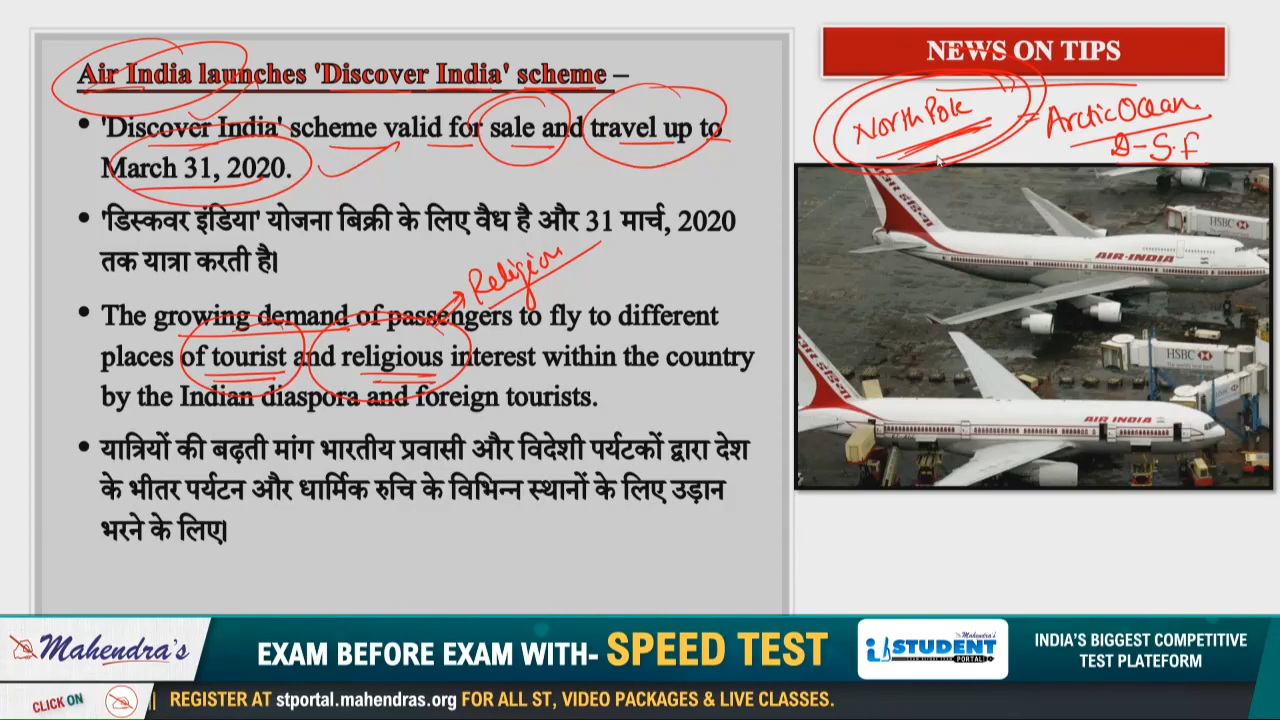 Air India launches 'Discover India' scheme –
• 'Discover India' scheme valid for sale and travel up to
March 31, 2020.
• 'डिस्कवर इंडिया' योजना बिक्री के लिए वैध है और 31 मार्च, 2020
तक यात्रा करती है।
Religion
• The growing demand of passengers to fly to different
places of tourist and religious interest within the country
by the Indian diaspora and foreign tourists.
• यात्रियों की बढ़ती मांग भारतीय प्रवासी और विदेशी पर्यटकों द्वारा देश
के भीतर पर्यटन और धार्मिक रुचि के विभिन्न स्थानों के लिए उड़ान
भरने के लिए।
NEWS ON TIPS
North Pole = Arctic Ocean
D-S.F
HSBC
AIR-INDIA
HSBC
AIR INDIA
Mahendra's
EXAM BEFORE EXAM WITH- SPEED TEST
Mahendra's
STUDENT
PORTAL
INDIA'S BIGGEST COMPETITIVE
TEST PLATEFORM
CLICK ON
REGISTER AT stportal.mahendras.org FOR ALL ST, VIDEO PACKAGES & LIVE CLASSES.